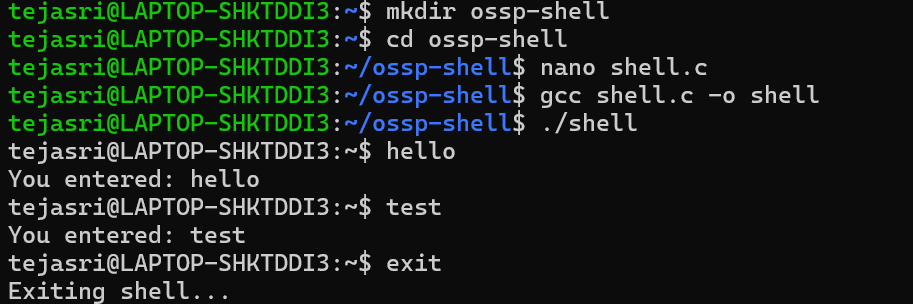 tejasri@LAPTOP-SHKTDDI3:~$ mkdir ossp-shell
tejasri@LAPTOP-SHKTDDI3:~$ cd ossp-shell
tejasri@LAPTOP-SHKTDDI3:~/ossp-shell$ nano shell.c
tejasri@LAPTOP-SHKTDDI3:~/ossp-shell$ gcc shell.c -o shell
tejasri@LAPTOP-SHKTDDI3:~/ossp-shell$ ./shell
tejasri@LAPTOP-SHKTDDI3:~$ hello
You entered: hello
tejasri@LAPTOP-SHKTDDI3:~$ test
You entered: test
tejasri@LAPTOP-SHKTDDI3:~$ exit
Exiting shell...